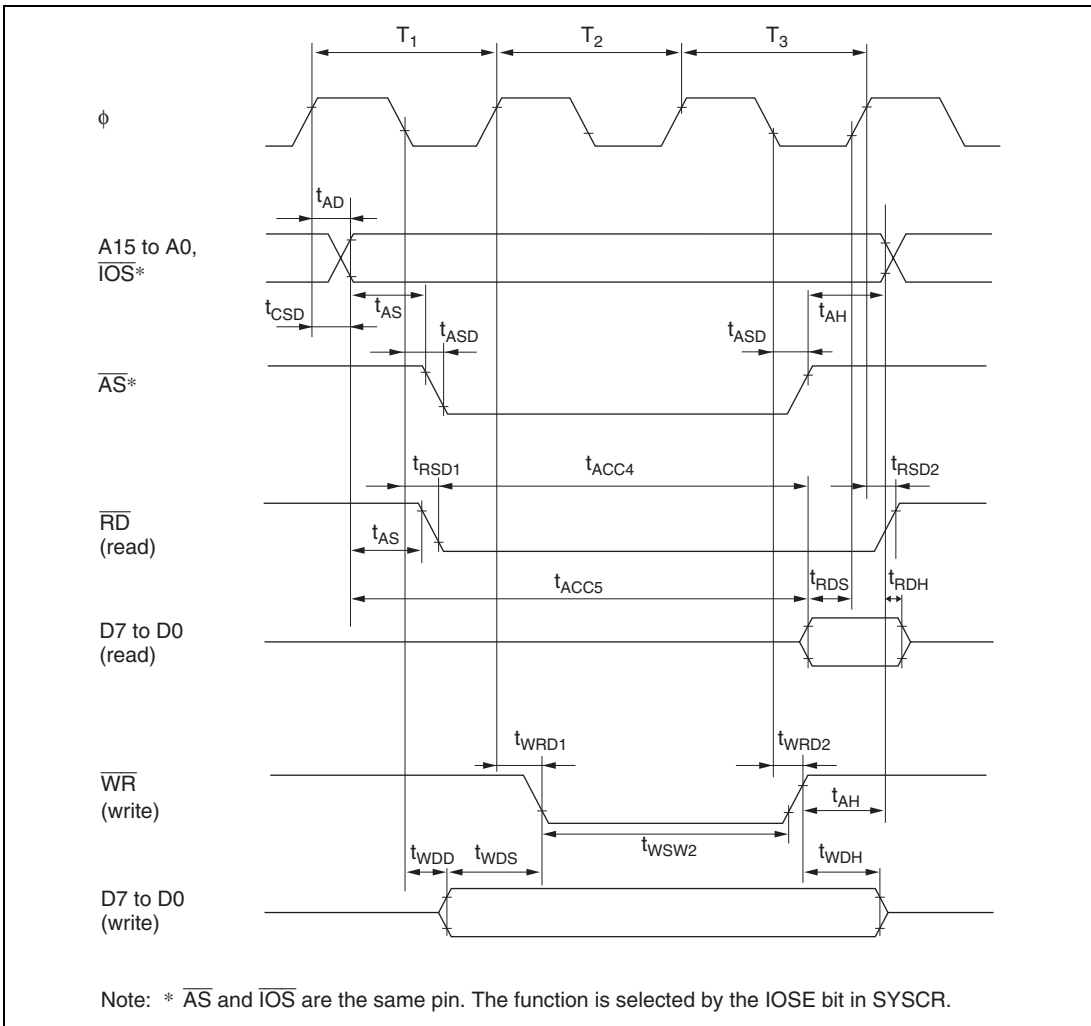 T1 T2 T3
ϕ
tAD
A15 to A0,
IOS*
tCSD tAS tASD tASD tAH
AS*
tRSD1 tACC4 tRSD2
RD
(read)
tAS
tACC5 tRDS tRDH
D7 to D0
(read)
tWRD1 tWRD2
WR
(write)
tAH
tWSW2
tWDD tWDS tWDH
D7 to D0
(write)
Note: * AS and IOS are the same pin. The function is selected by the IOSE bit in SYSCR.